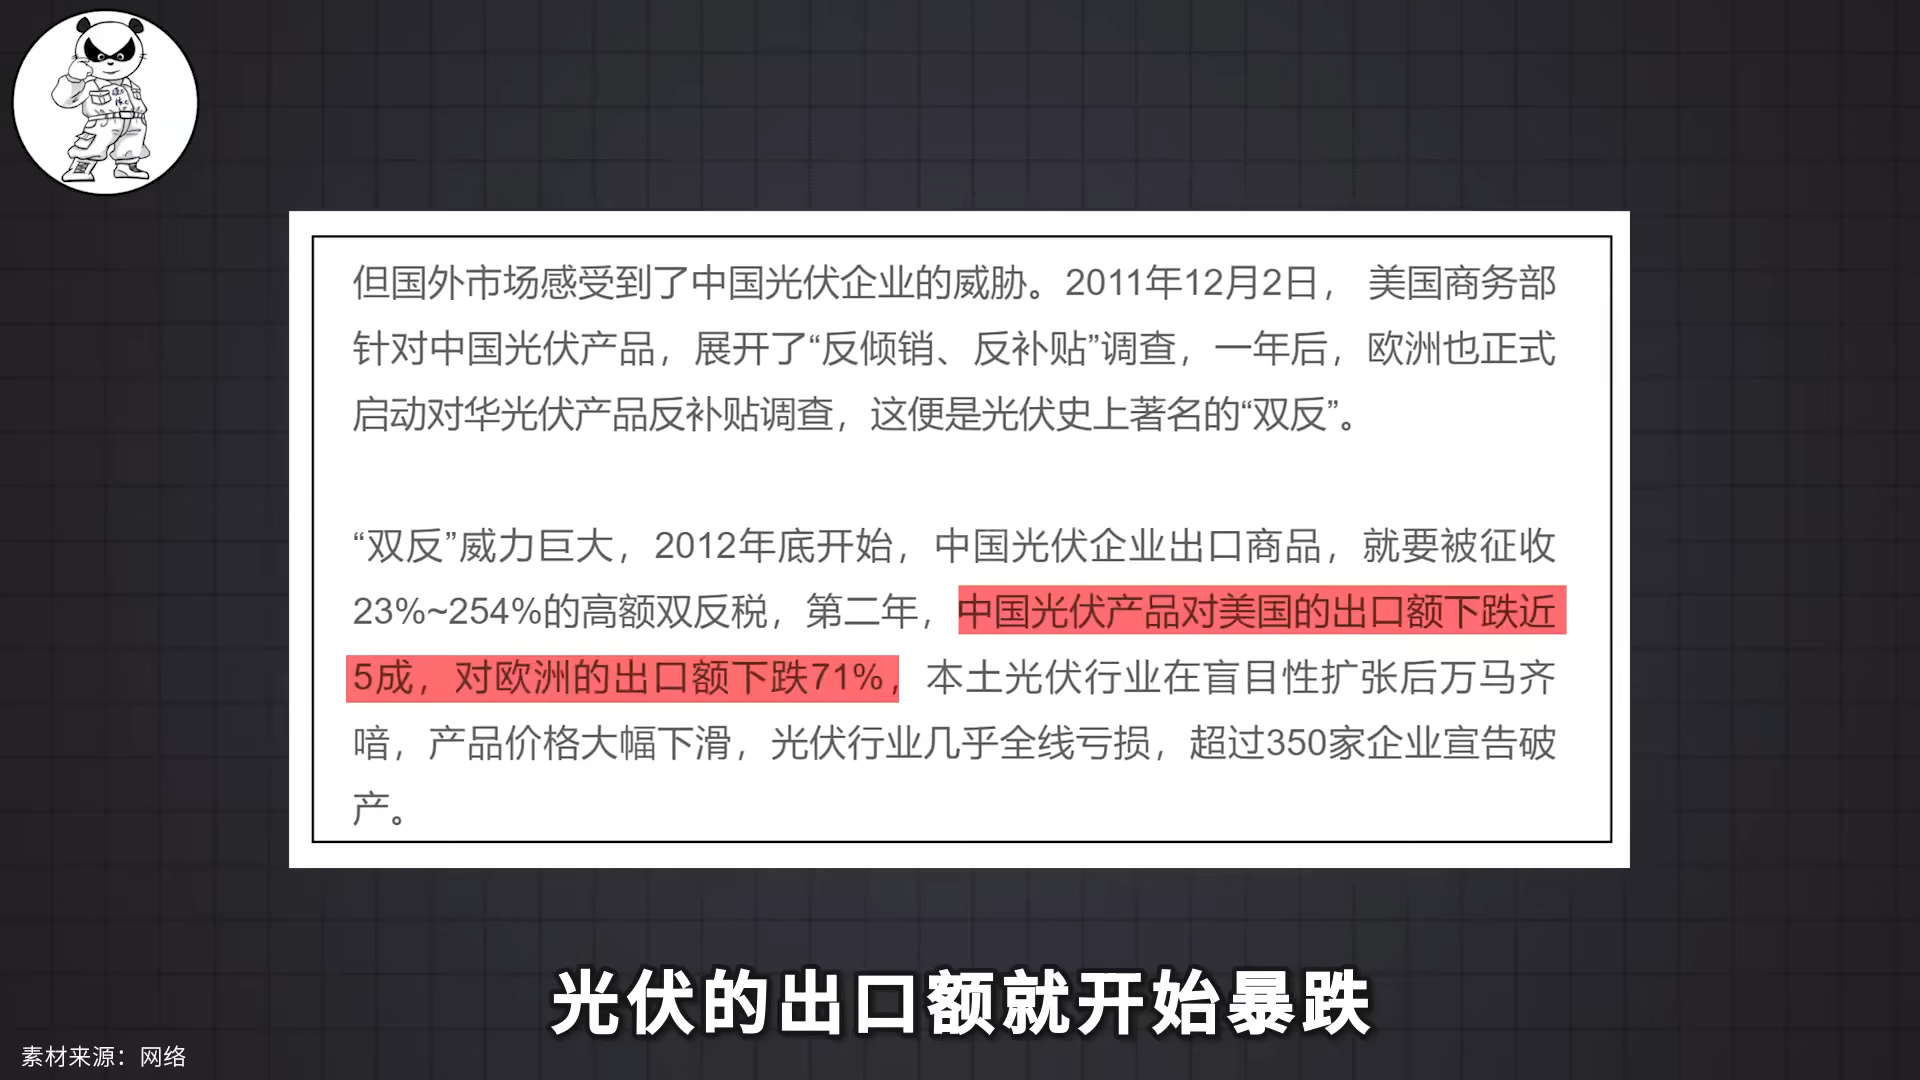 但国外市场感受到了中国光伏企业的威胁。2011年12月2日， 美国商务部
针对中国光伏产品，展开了“反倾销、反补贴”调查，一年后，欧洲也正式
启动对华光伏产品反补贴调查，这便是光伏史上著名的“双反”。
“双反”威力巨大，2012年底开始，中国光伏企业出口商品，就要被征收
23%~254%的高额双反税，第二年，中国光伏产品对美国的出口额下跌近
5成，对欧洲的出口额下跌71%，本土光伏行业在盲目性扩张后万马齐
喑，产品价格大幅下滑，光伏行业几乎全线亏损，超过350家企业宣告破
产。
光伏的出口额就开始暴跌
素材来源：网络